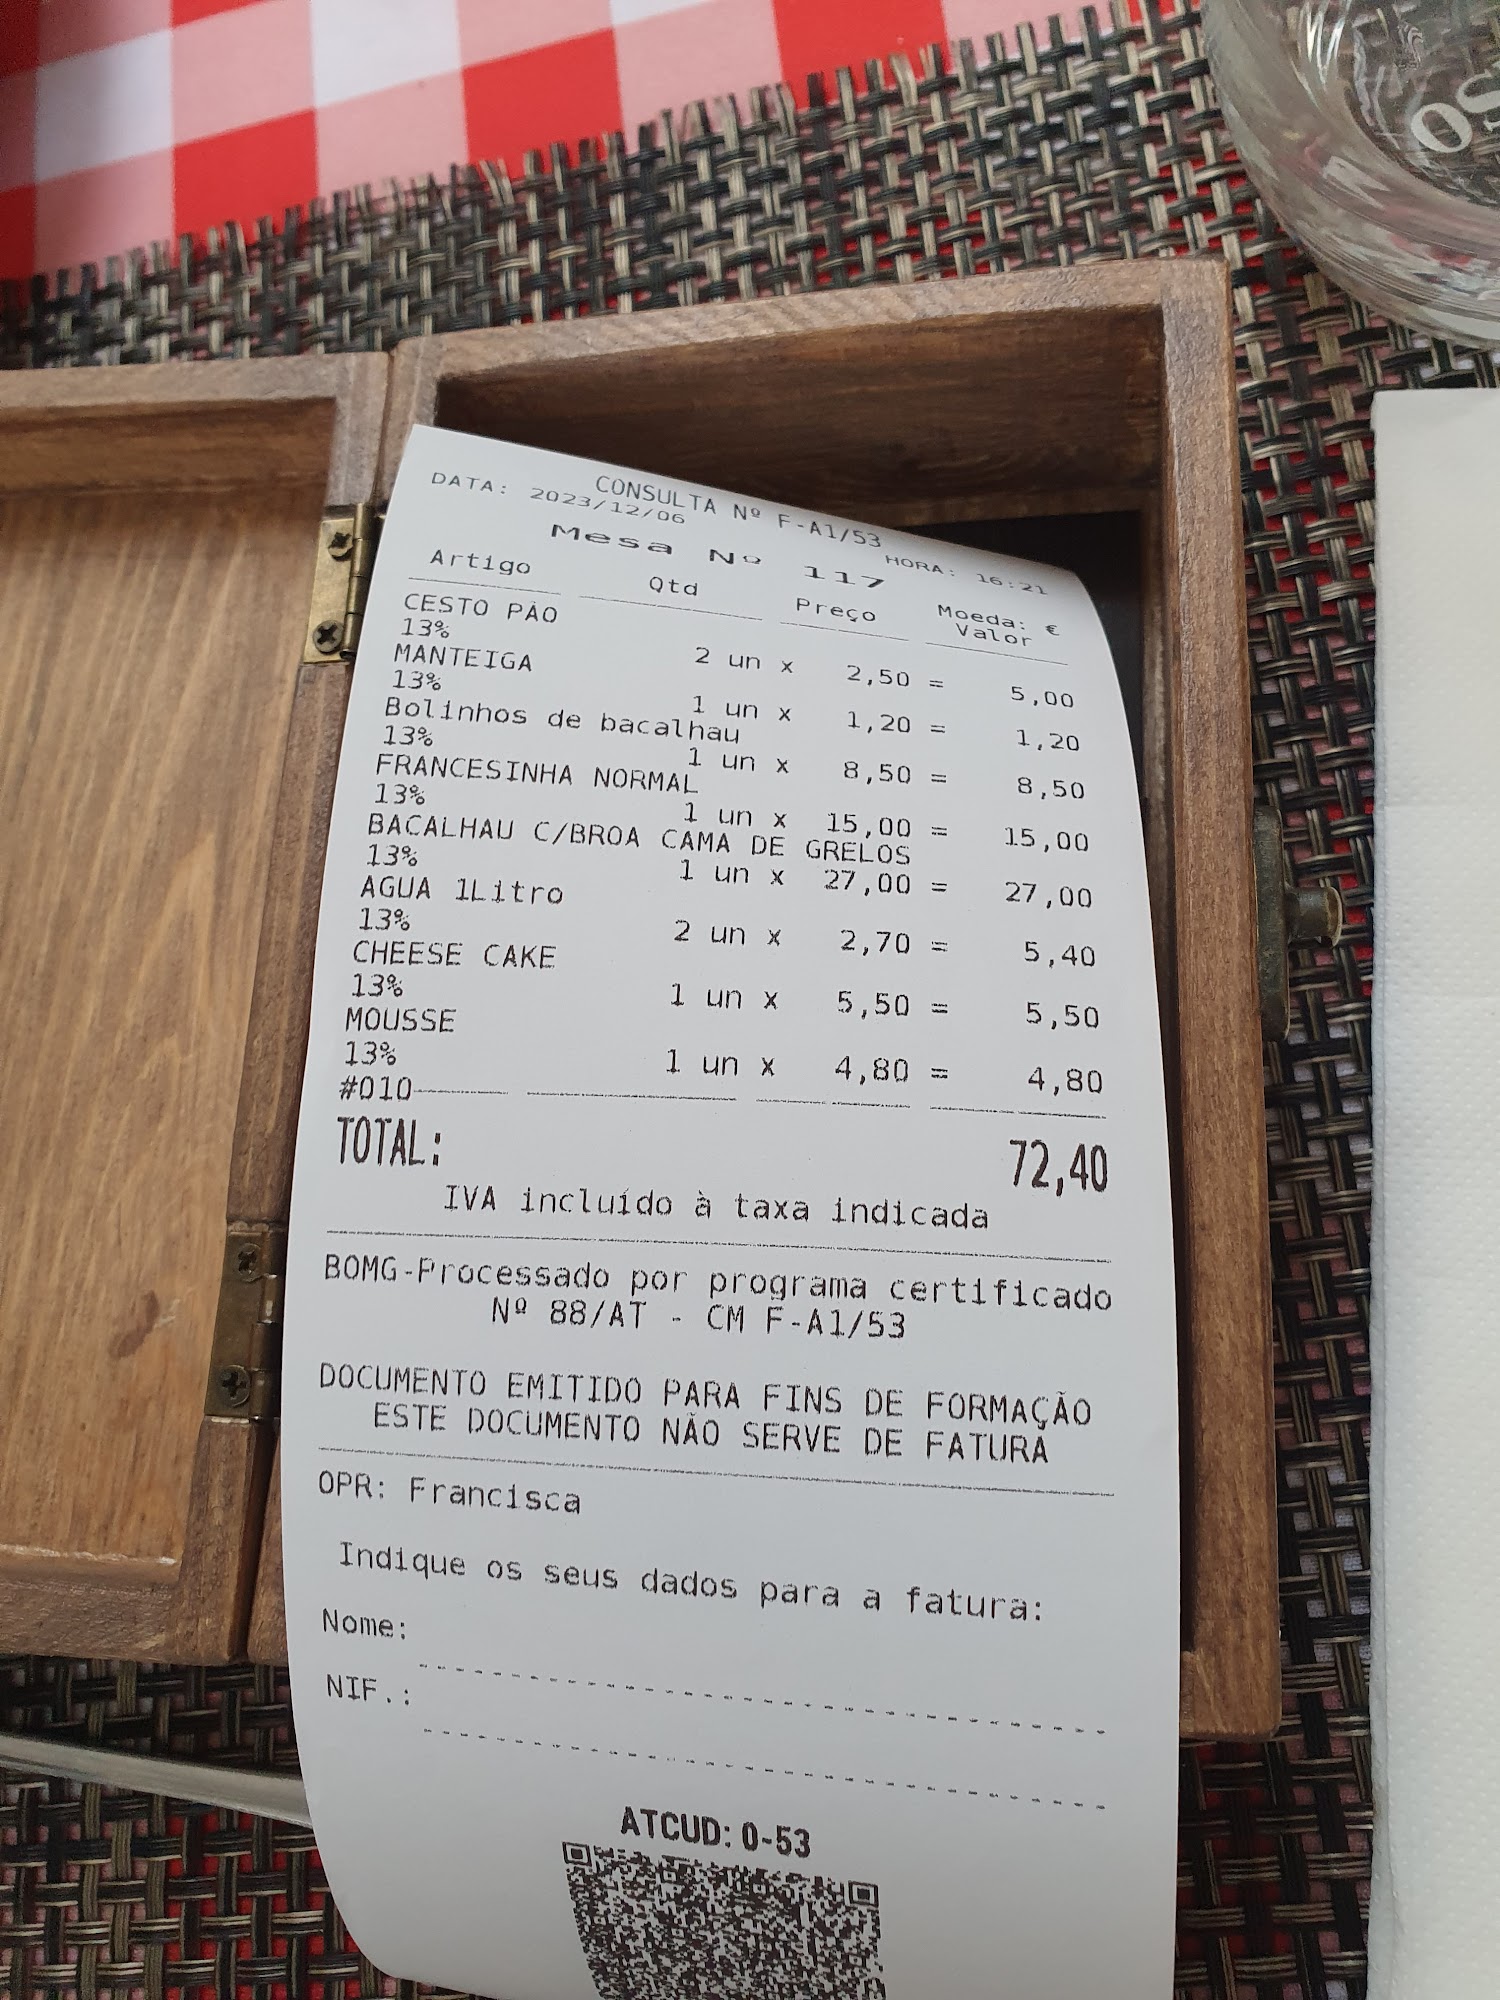 CONSULTA Nº F-A1/53
DATA: 2023/12/06 HORA: 16:21
Mesa Nº 117
Moeda: €
Artigo Qtd Preço Valor
CESTO PÃO
13% 2 un x 2,50 = 5,00
MANTEIGA
13% 1 un x 1,20 = 1,20
Bolinhos de bacalhau
13% 1 un x 8,50 = 8,50
FRANCESINHA NORMAL
13% 1 un x 15,00 = 15,00
BACALHAU C/BROA CAMA DE GRELOS
13% 1 un x 27,00 = 27,00
AGUA 1Litro
13% 2 un x 2,70 = 5,40
CHEESE CAKE
13% 1 un x 5,50 = 5,50
MOUSSE
13% 1 un x 4,80 = 4,80
#010
TOTAL: 72,40
IVA incluído à taxa indicada
BOMG-Processado por programa certificado
Nº 88/AT - CM F-A1/53
DOCUMENTO EMITIDO PARA FINS DE FORMAÇÃO
ESTE DOCUMENTO NÃO SERVE DE FATURA
OPR: Francisca
Indique os seus dados para a fatura:
Nome:
NIF.:
ATCUD: 0-53